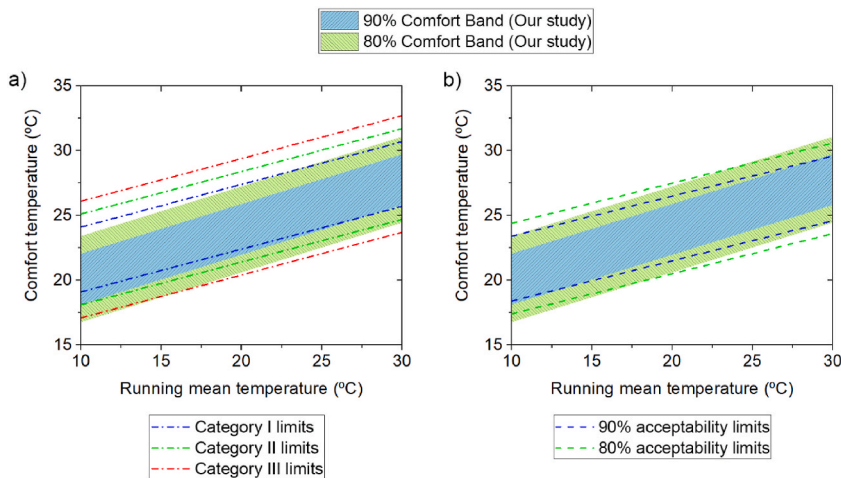 90% Comfort Band (Our study)
80% Comfort Band (Our study)
a)
35
30
25
20
15
10
15
20
25
30
Comfort temperature (ºC)
Running mean temperature (ºC)
Category I limits
Category II limits
Category III limits
b)
35
30
25
20
15
10
15
20
25
30
Comfort temperature (ºC)
Running mean temperature (ºC)
90% acceptability limits
80% acceptability limits